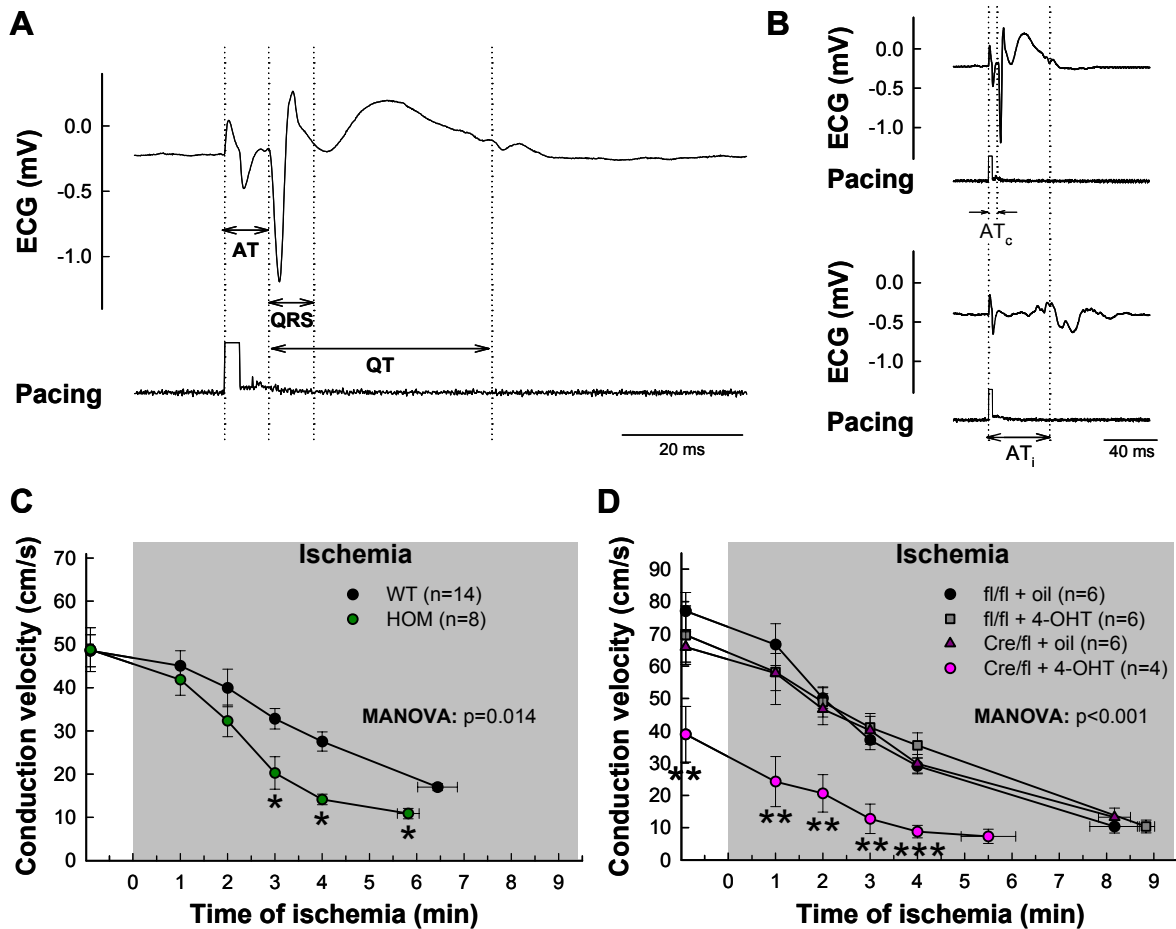 A
ECG (mV)
0.0
-0.5
-1.0
AT
QRS
QT
Pacing
20 ms
B
ECG (mV)
0.0
-0.5
-1.0
Pacing
ATc
ECG (mV)
0.0
-0.5
-1.0
Pacing
ATi
40 ms
C
Conduction velocity (cm/s)
70
60
50
40
30
20
10
0
Ischemia
WT (n=14)
HOM (n=8)
MANOVA: p=0.014
*
*
*
0 1 2 3 4 5 6 7 8 9
Time of ischemia (min)
D
Conduction velocity (cm/s)
90
80
70
60
50
40
30
20
10
0
Ischemia
fl/fl + oil (n=6)
fl/fl + 4-OHT (n=6)
Cre/fl + oil (n=6)
Cre/fl + 4-OHT (n=4)
MANOVA: p<0.001
**
**
**
**
***
0 1 2 3 4 5 6 7 8 9
Time of ischemia (min)